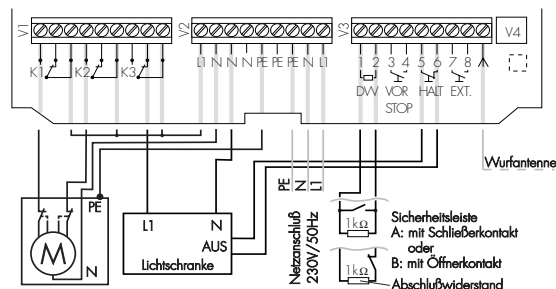 V1
V2
V3
V4
K1
K2
K3
L1 N N N PE PE PE N L1
1 2 3 4 5 6 7 8
DW VOR HALT EXT.
STOP
Wurfantenne
PE
M
N
L1 N
AUS
Lichtschranke
PE
N
L1
Netzanschluß
230V/50Hz
1kΩ
1kΩ
Sicherheitsleiste
A: mit Schließerkontakt
oder
B: mit Öffnerkontakt
Abschlußwiderstand